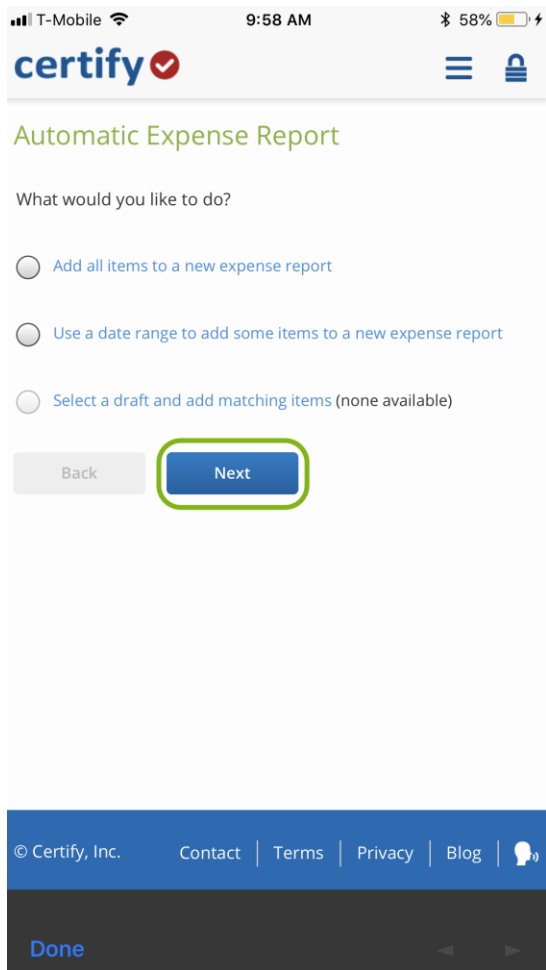 T-Mobile 9:58 AM 58%
certify
Automatic Expense Report
What would you like to do?
Add all items to a new expense report
Use a date range to add some items to a new expense report
Select a draft and add matching items (none available)
Back Next
© Certify, Inc. Contact | Terms | Privacy | Blog |
Done